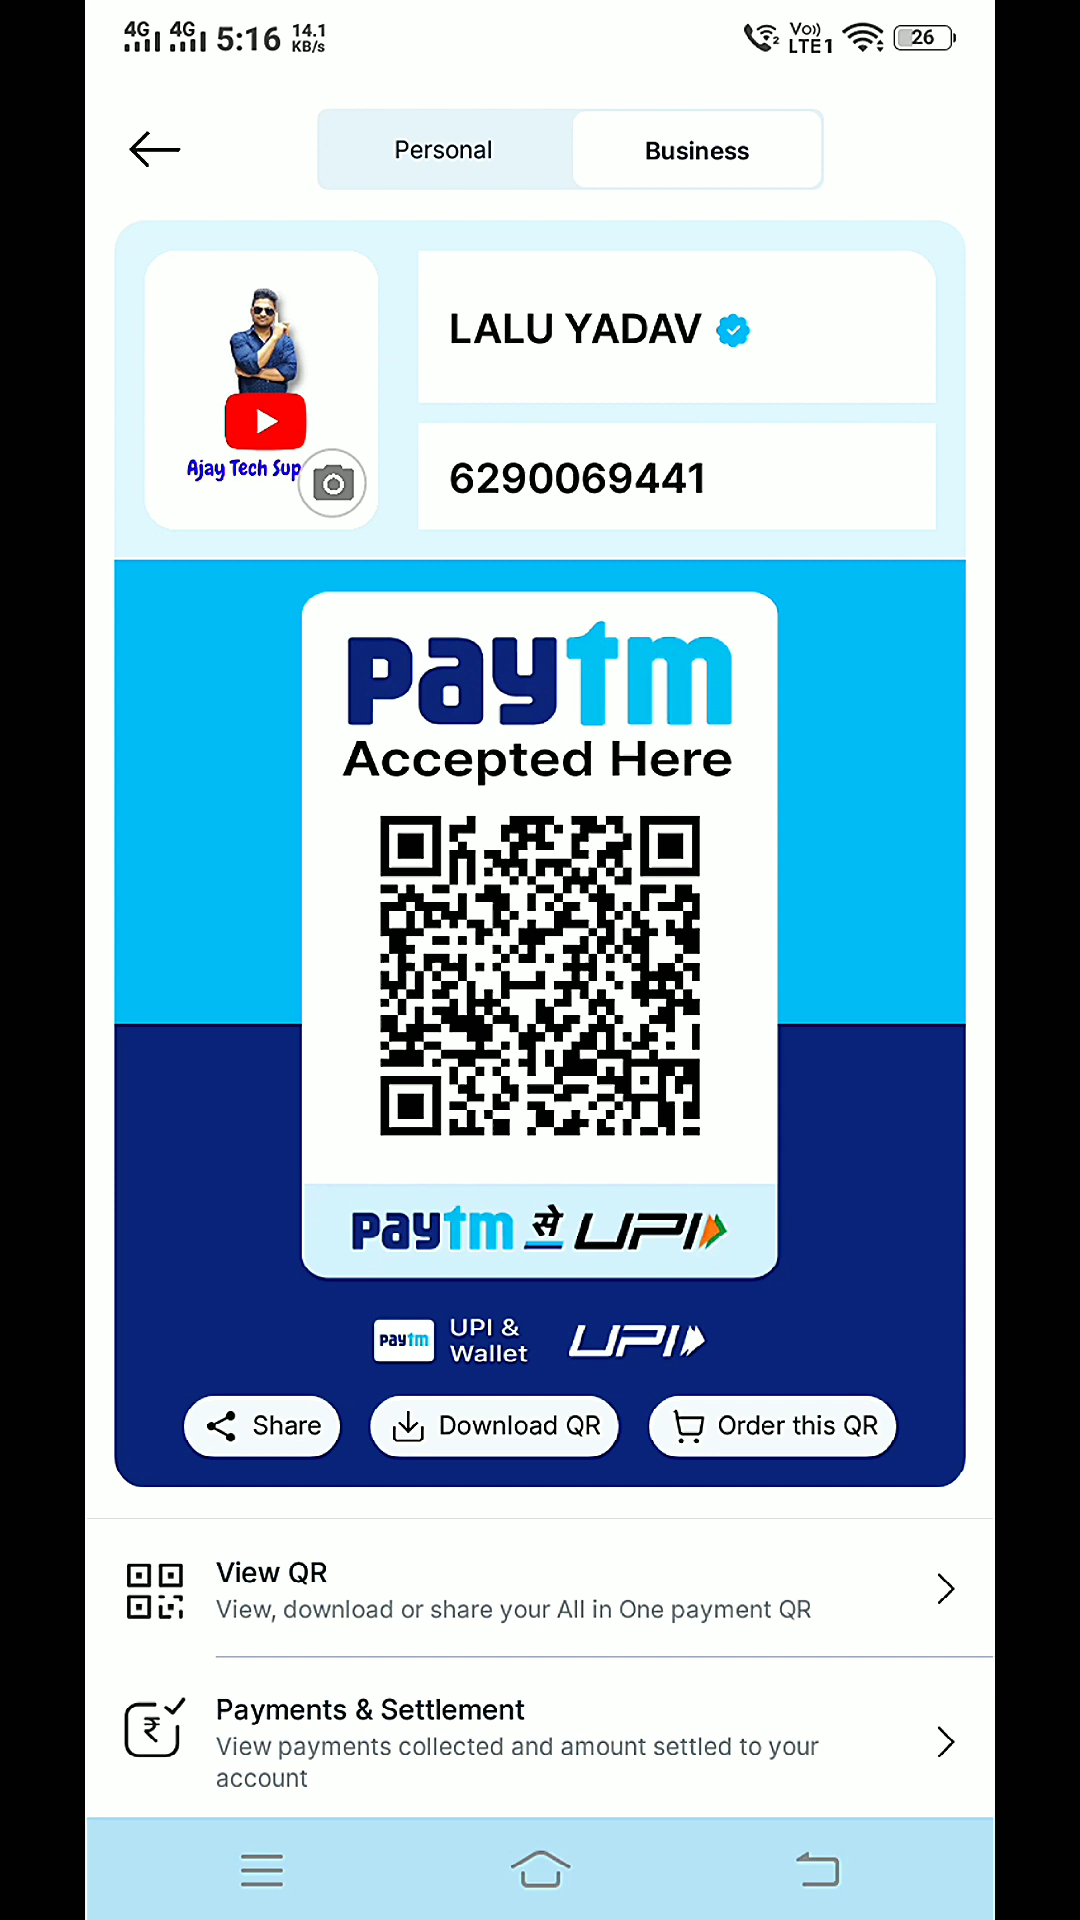 4G 4G 5:16 14.1 KB/s Vo)) LTE1 26
Personal Business
LALU YADAV
6290069441
Ajay Tech Sup
paytm
Accepted Here
paytm से UPI
paytm UPI & Wallet UPI
Share Download QR Order this QR
View QR
View, download or share your All in One payment QR
Payments & Settlement
View payments collected and amount settled to your
account